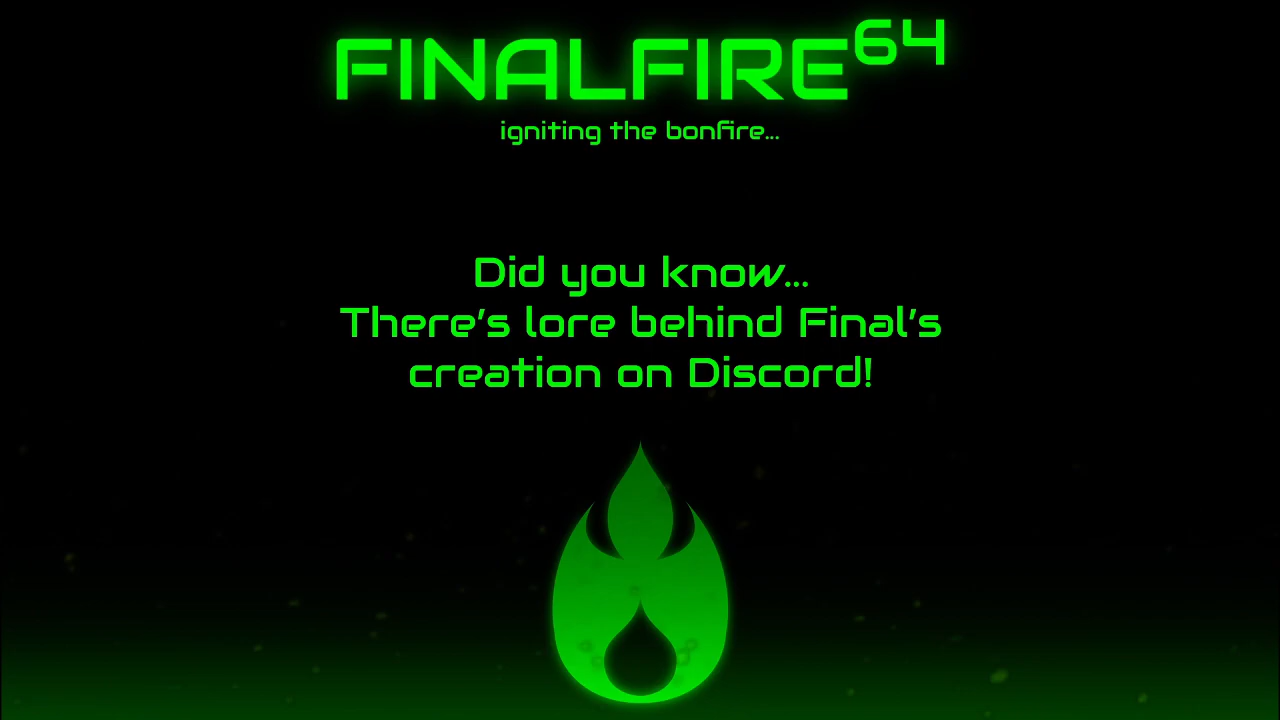 FINALFIRE64
igniting the bonfire...
Did you know...
There's lore behind Final's
creation on Discord!